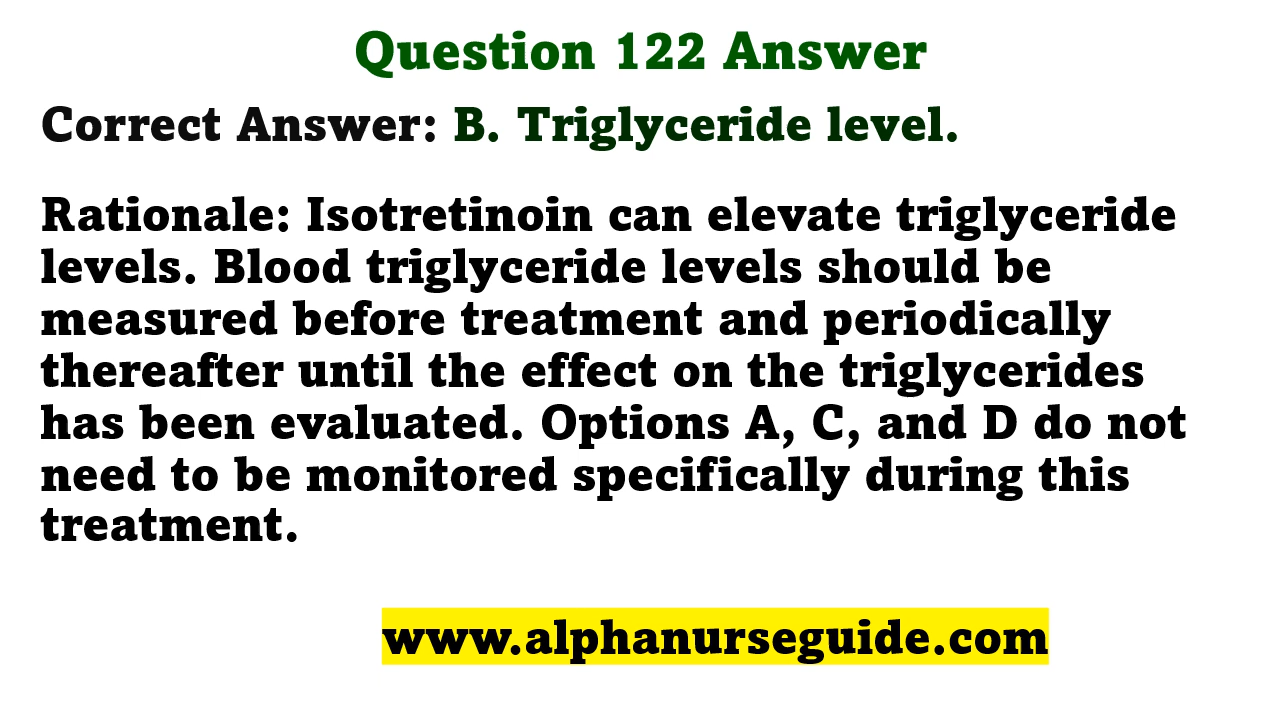 Question 122 Answer
Correct Answer: B. Triglyceride level.
Rationale: Isotretinoin can elevate triglyceride
levels. Blood triglyceride levels should be
measured before treatment and periodically
thereafter until the effect on the triglycerides
has been evaluated. Options A, C, and D do not
need to be monitored specifically during this
treatment.
www.alphanurseguide.com